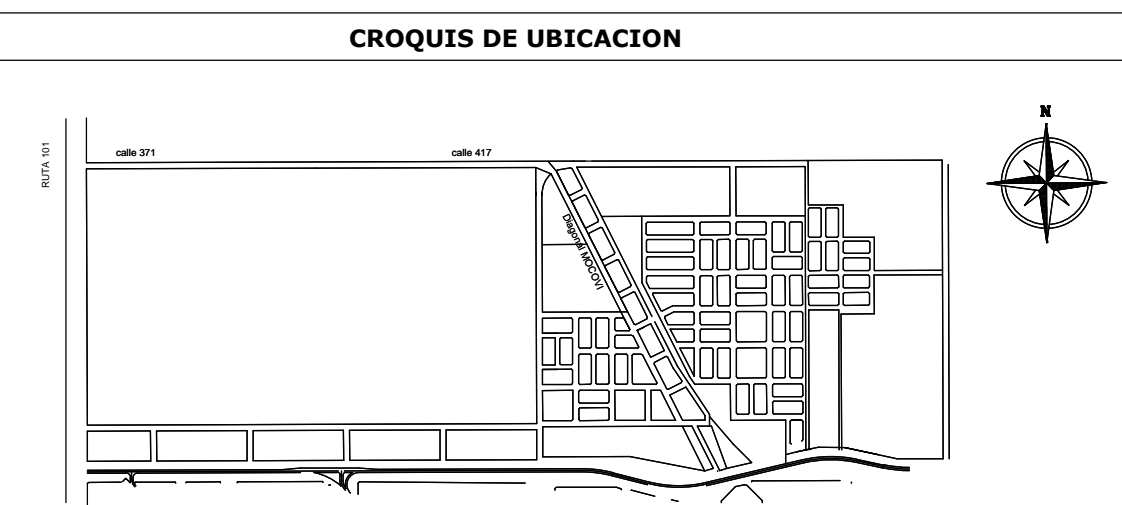 CROQUIS DE UBICACION
N
RUTA 101
calle 371
calle 417
Diagonal MOCOVI